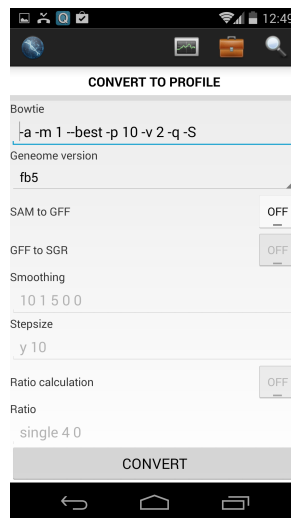 12:49
CONVERT TO PROFILE
Bowtie
-a -m 1 --best -p 10 -v 2 -q -S
Geneome version
fb5
SAM to GFF
OFF
GFF to SGR
OFF
Smoothing
10 1 5 0 0
Stepsize
y 10
Ratio calculation
OFF
Ratio
single 4 0
CONVERT